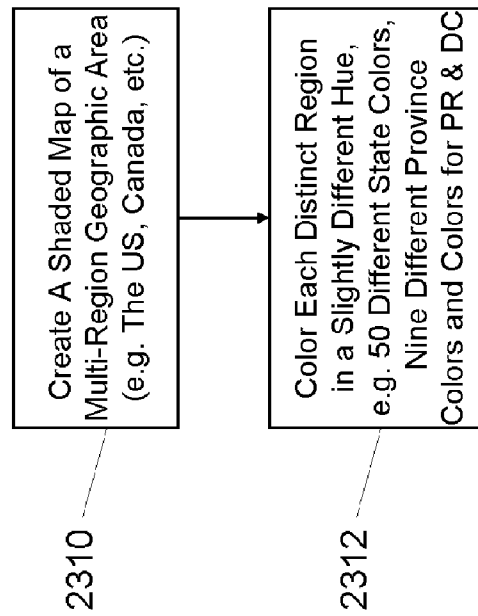 Create A Shaded Map of a
Multi-Region Geographic Area
(e.g. The US, Canada, etc.)
2310
Color Each Distinct Region
in a Slightly Different Hue,
e.g. 50 Different State Colors,
Nine Different Province
Colors and Colors for PR & DC
2312